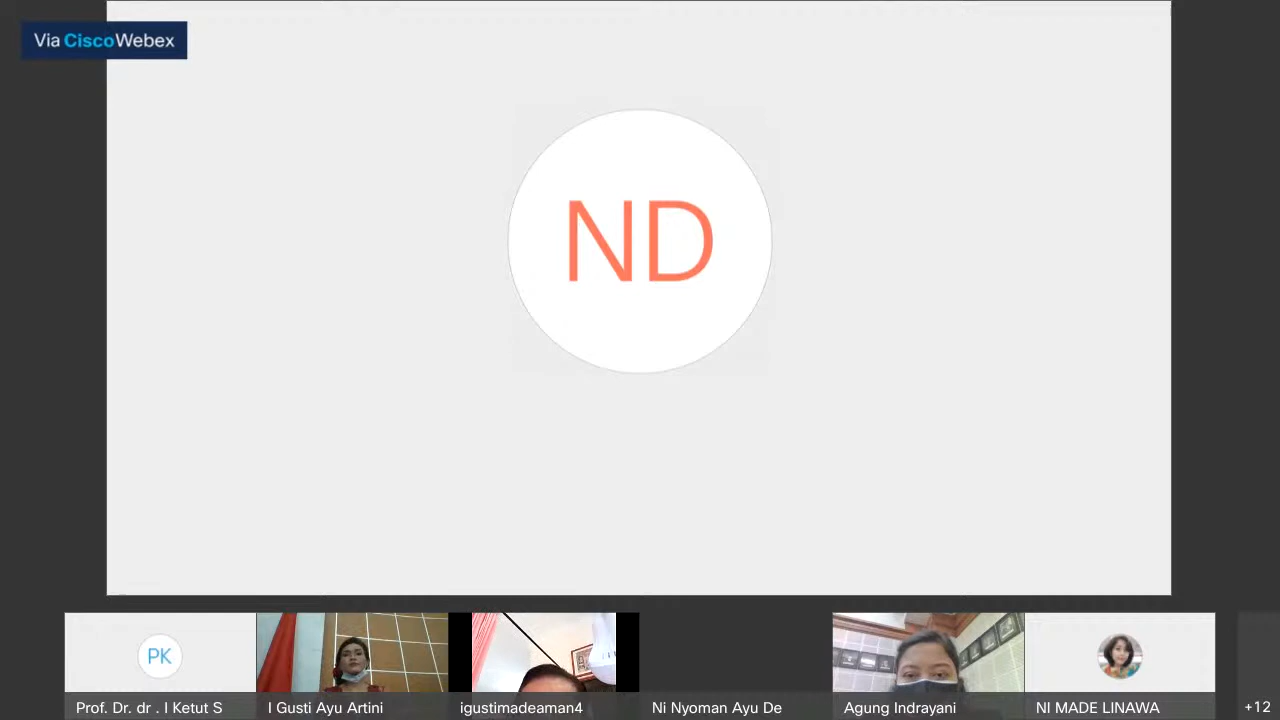 Via CiscoWebex
ND
PK
Prof. Dr. dr . I Ketut S
I Gusti Ayu Artini
igustimadeaman4
Ni Nyoman Ayu De
Agung Indrayani
NI MADE LINAWA
+12